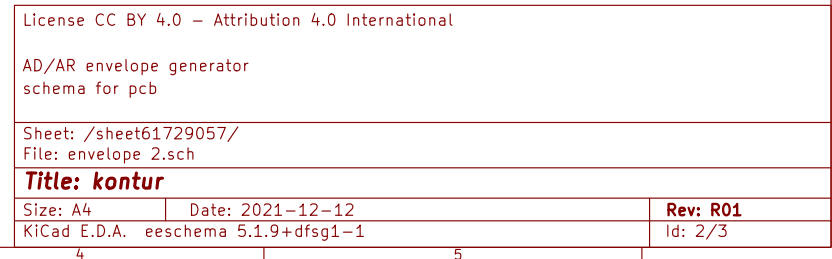 License CC BY 4.0 – Attribution 4.0 International
AD/AR envelope generator
schema for pcb
Sheet: /sheet61729057/
File: envelope 2.sch
Title: kontur
Size: A4 Date: 2021–12–12 Rev: R01
KiCad E.D.A. eeschema 5.1.9+dfsg1–1 Id: 2/3
4 5